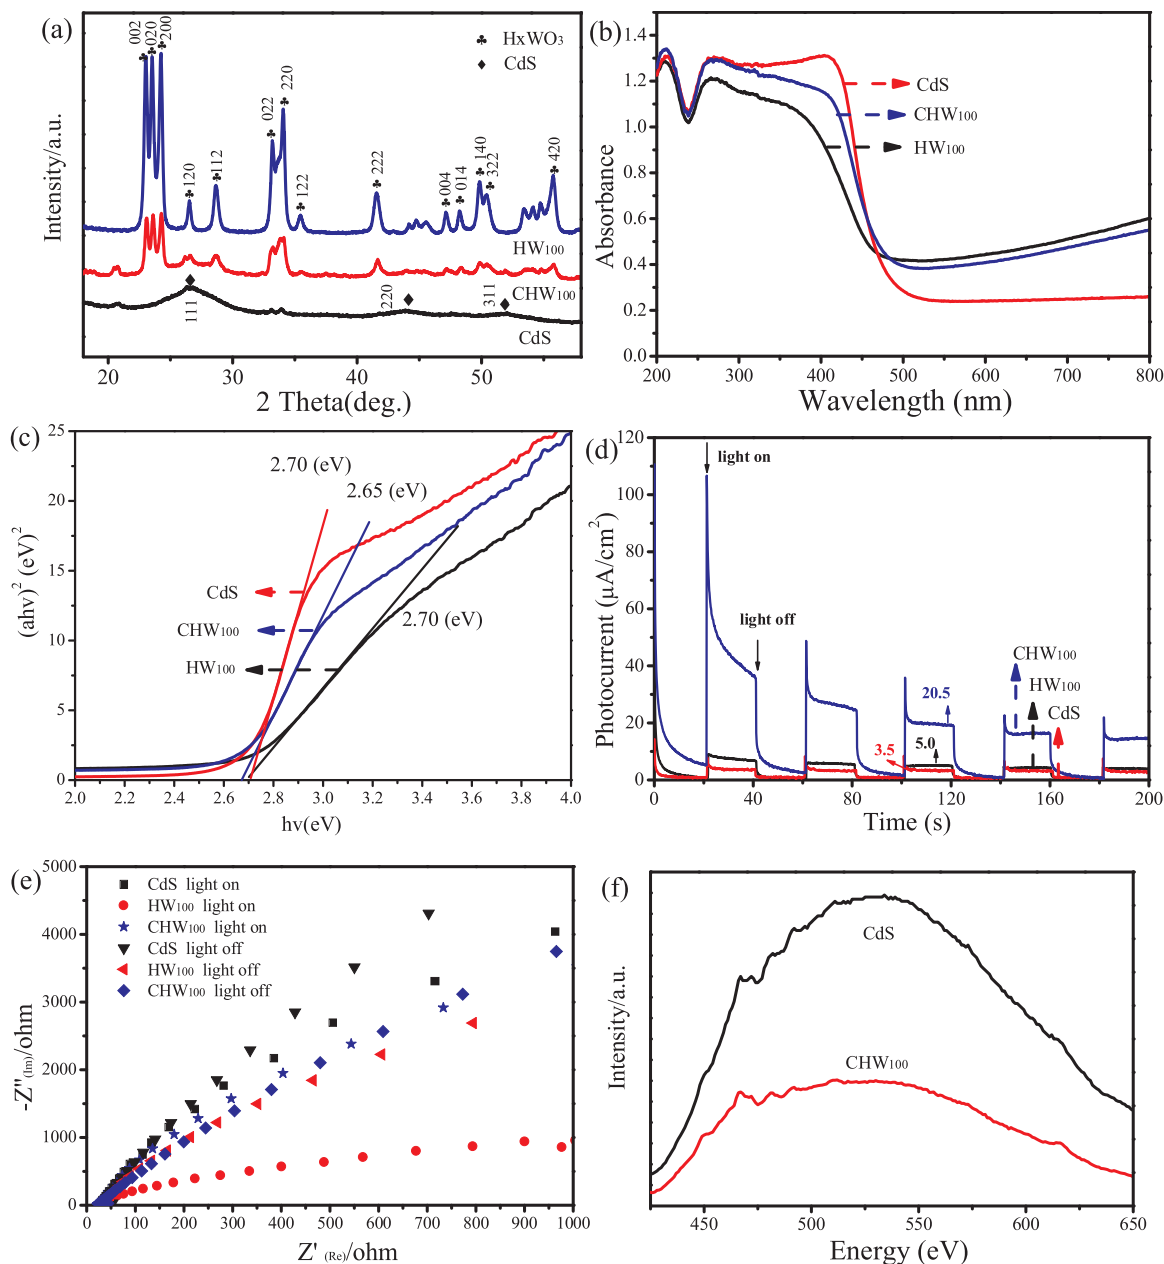 (a)
002
020
200
♣ HxWO3
♦ CdS
120
112
022
220
122
222
004
014
140
322
420
HW100
CHW100
111
220
311
CdS
Intensity/a.u.
20 30 40 50
2 Theta(deg.)
(b)
1.4
1.2
1.0
0.8
0.6
0.4
0.2
0.0
Absorbance
CdS
CHW100
HW100
200 300 400 500 600 700 800
Wavelength (nm)
(c)
25
20
15
10
5
0
(ahv)2 (eV)2
2.70 (eV)
2.65 (eV)
2.70 (eV)
CdS
CHW100
HW100
2.0 2.2 2.4 2.6 2.8 3.0 3.2 3.4 3.6 3.8 4.0
hv(eV)
(d)
120
100
80
60
40
20
0
Photocurrent (μA/cm2)
light on
light off
CHW100
HW100
CdS
20.5
3.5
5.0
0 40 80 120 160 200
Time (s)
(e)
5000
4000
3000
2000
1000
0
-Z''(Im)/ohm
CdS light on
HW100 light on
CHW100 light on
CdS light off
HW100 light off
CHW100 light off
0 100 200 300 400 500 600 700 800 900 1000
Z' (Re)/ohm
(f)
Intensity/a.u.
CdS
CHW100
450 500 550 600 650
Energy (eV)